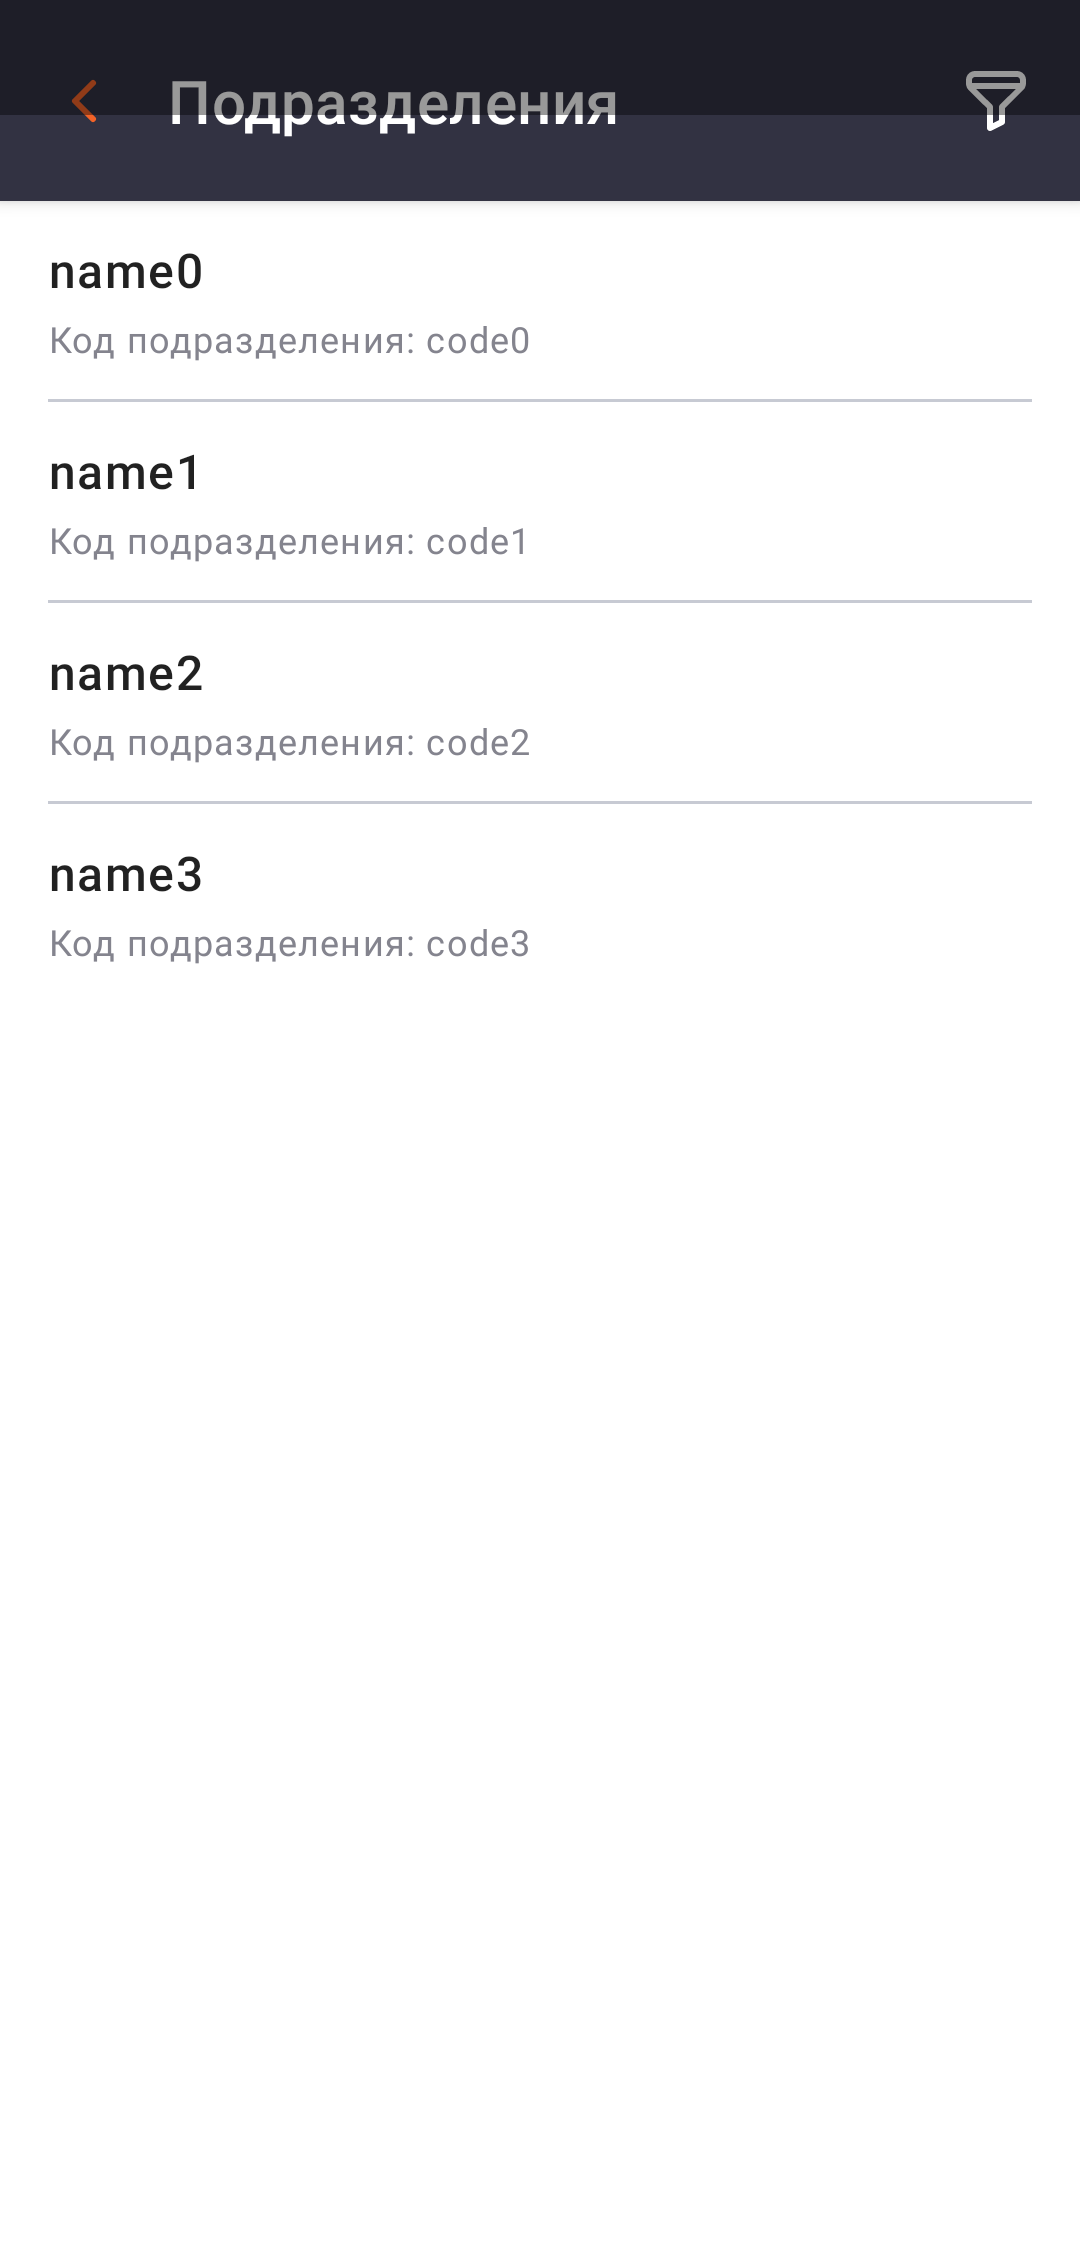 Подразделения
name0
Код подразделения: code0
name1
Код подразделения: code1
name2
Код подразделения: code2
name3
Код подразделения: code3